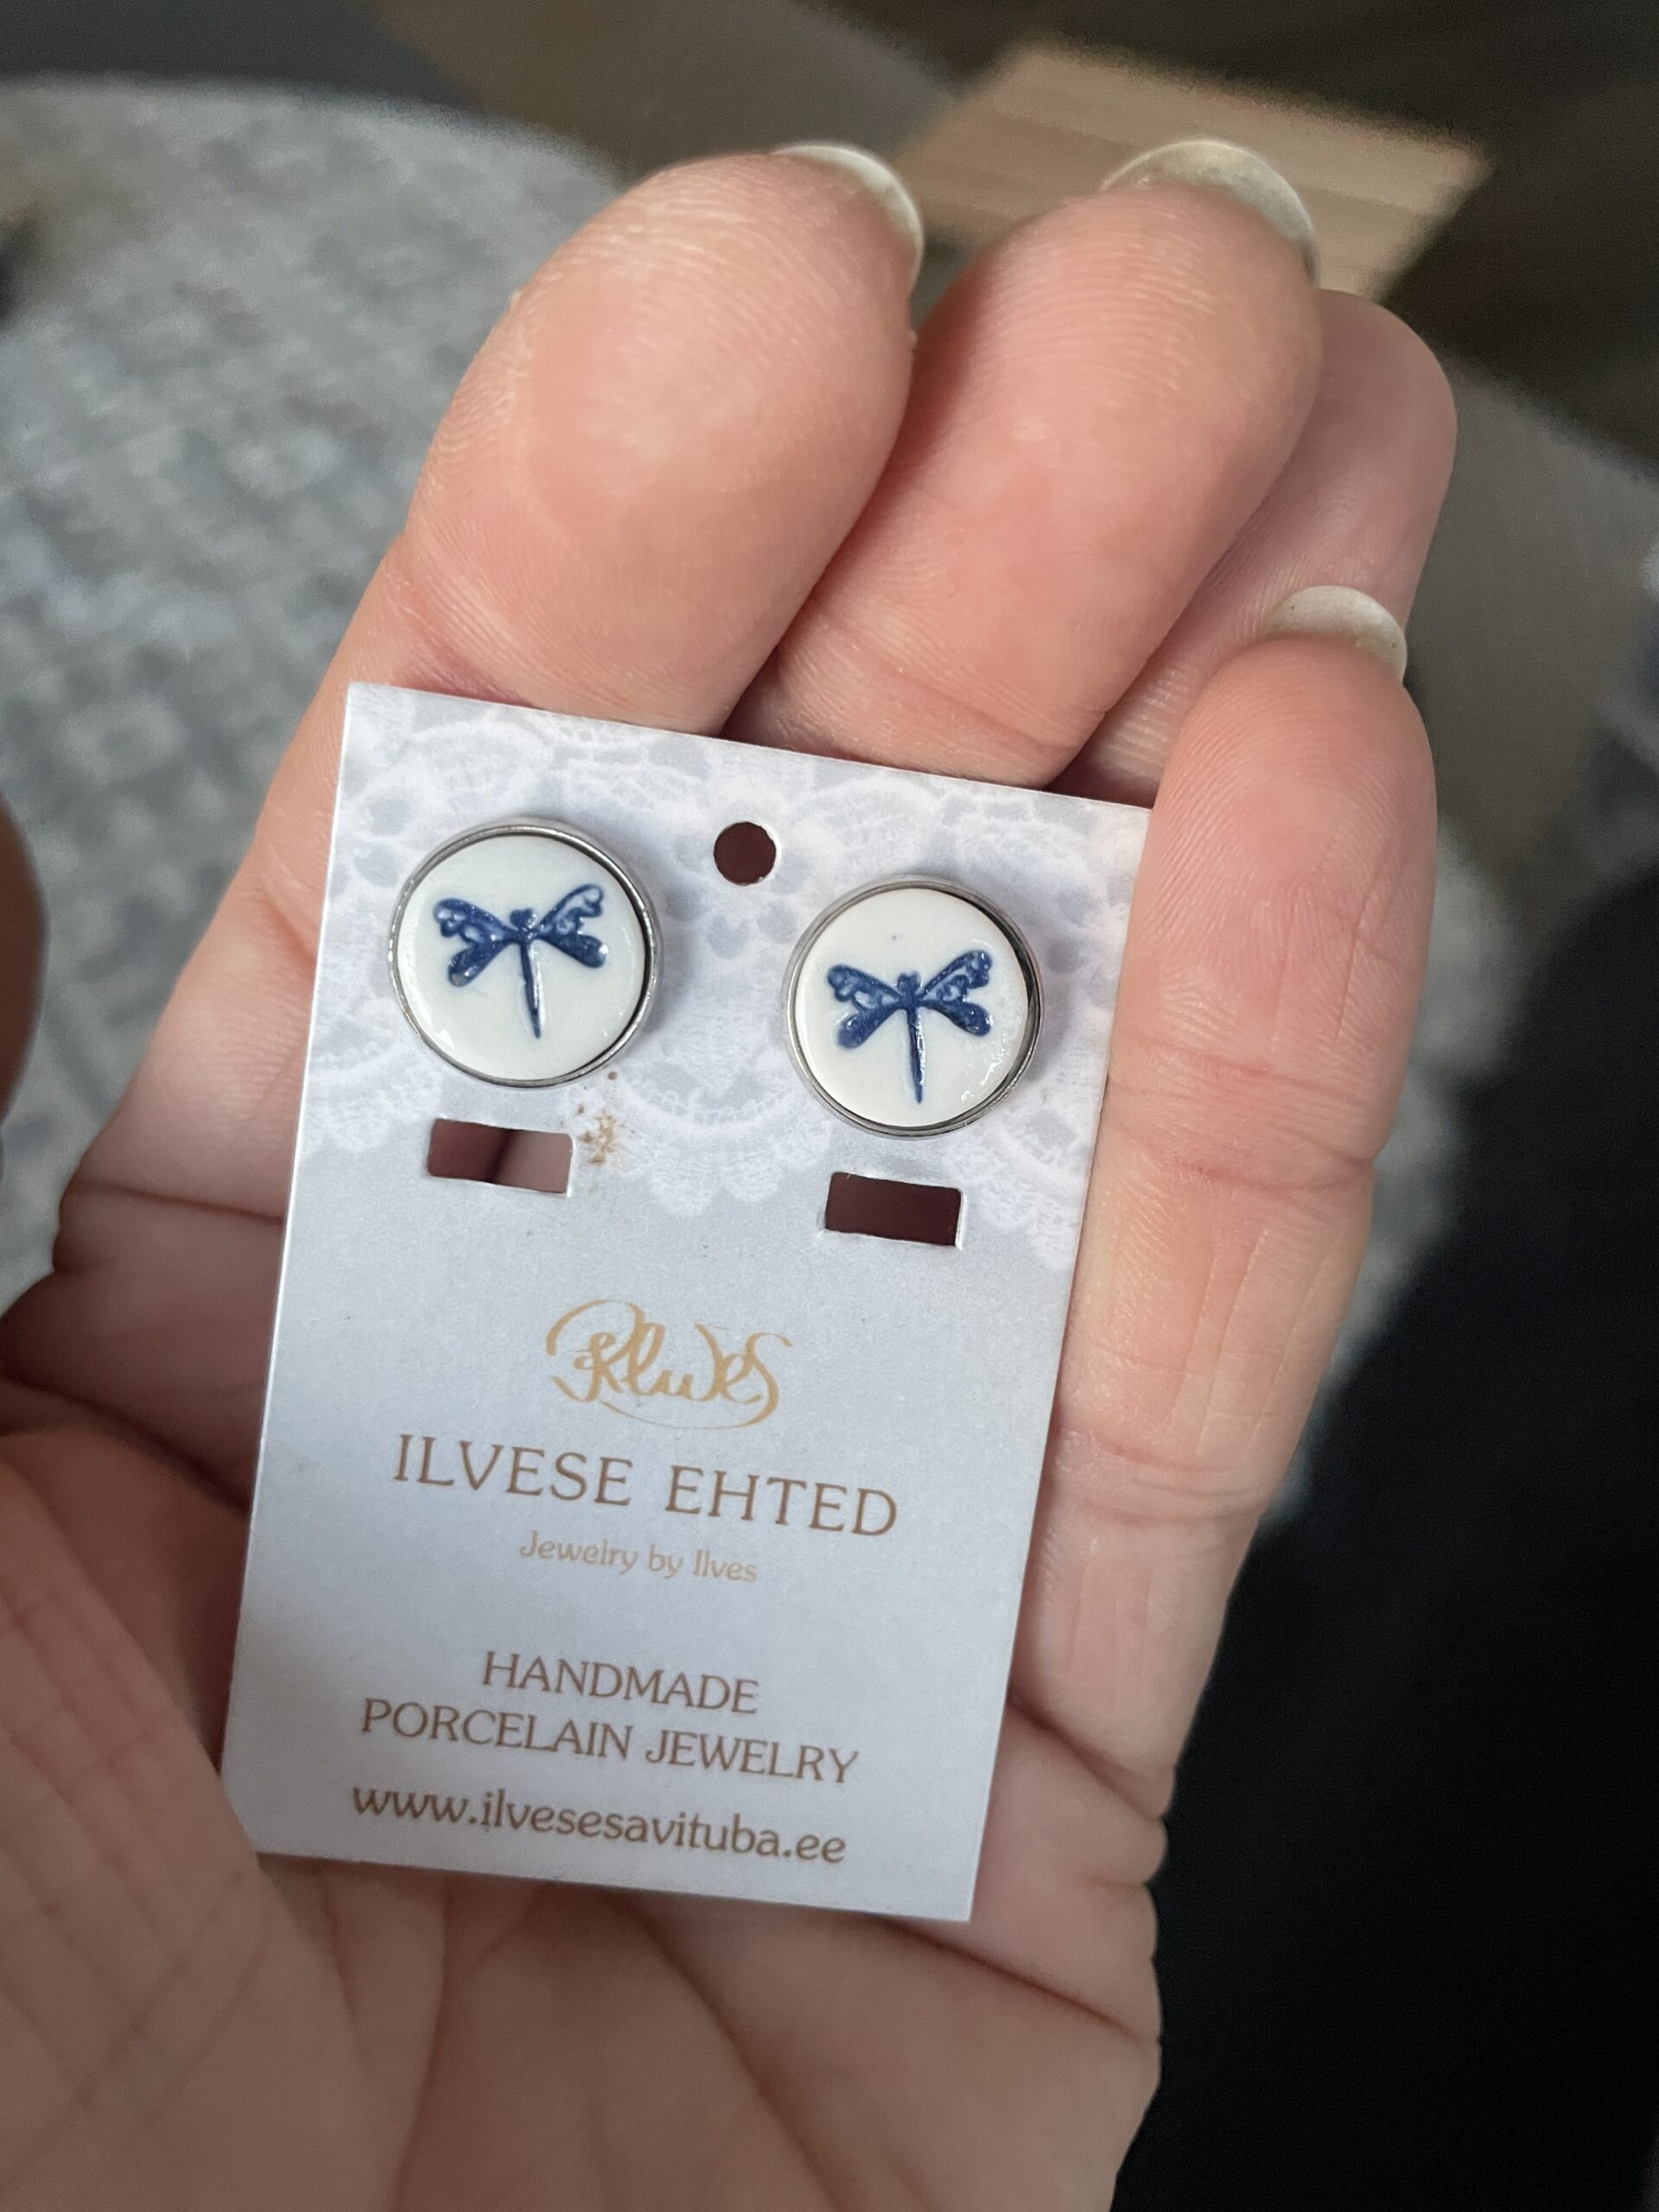 ILVESE EHTED
Jewelry by Ilves
HANDMADE
PORCELAIN JEWELRY
www.ilvesesavituba.ee